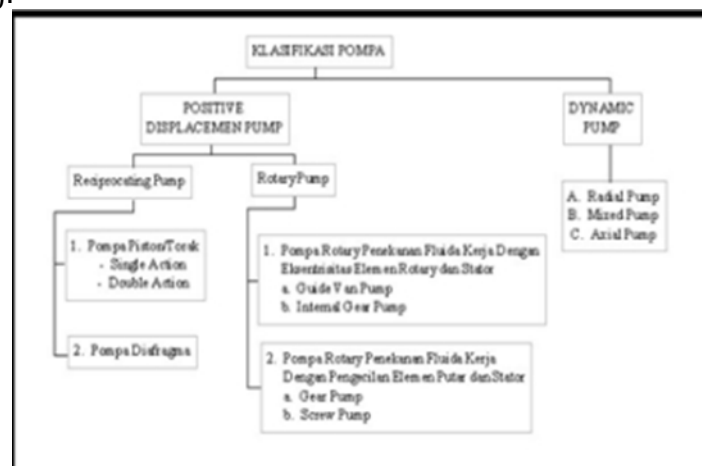 KLASIFIKASI POMPA
POSITIVE
DISPLACEMEN PUMP
DYNAMIC
PUMP
Reciprocating Pump
Rotary Pump
A. Radial Pump
B. Mixed Pump
C. Axial Pump
1. Pompa Piston/Torak
- Single Action
- Double Action
2. Pompa Diafragma
1. Pompa Rotary Penekanan Fluida Kerja Dengan
Eksentrisitas Elemen Rotary dan Stator
a. Guide Van Pump
b. Internal Gear Pump
2. Pompa Rotary Penekanan Fluida Kerja
Dengan Pengecilan Elemen Putar dan Stator
a. Gear Pump
b. Screw Pump